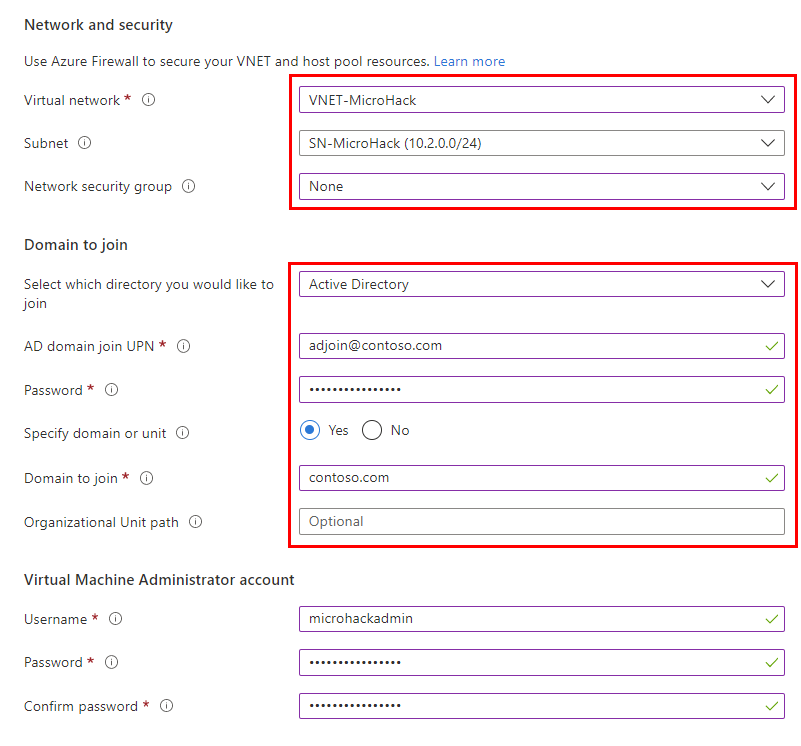 Network and security
Use Azure Firewall to secure your VNET and host pool resources. Learn more
Virtual network *
VNET-MicroHack
Subnet
SN-MicroHack (10.2.0.0/24)
Network security group
None
Domain to join
Select which directory you would like to
join
Active Directory
AD domain join UPN *
adjoin@contoso.com
Password *
••••••••••••••••
Specify domain or unit
Yes
No
Domain to join *
contoso.com
Organizational Unit path
Optional
Virtual Machine Administrator account
Username *
microhackadmin
Password *
••••••••••••••••
Confirm password *
••••••••••••••••